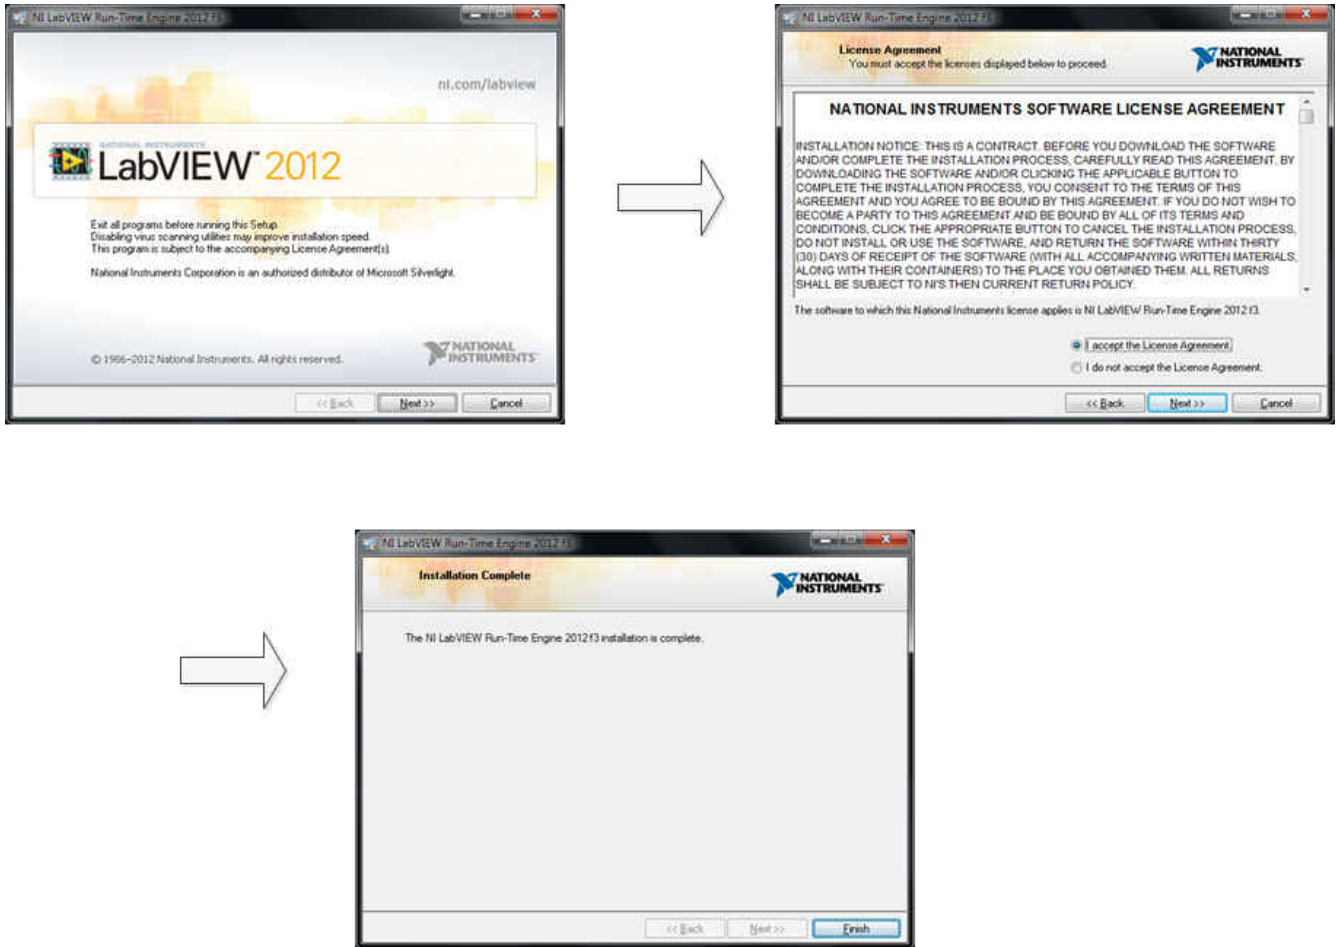 NI LabVIEW Run-Time Engine 2012 f3
ni.com/labview
NATIONAL INSTRUMENTS
LabVIEW™ 2012
Exit all programs before running this Setup.
Disabling virus scanning utilities may improve installation speed.
This program is subject to the accompanying License Agreement(s).
National Instruments Corporation is an authorized distributor of Microsoft Silverlight.
© 1986–2012 National Instruments. All rights reserved.
NATIONAL
INSTRUMENTS
<< Back
Next >>
Cancel
NI LabVIEW Run-Time Engine 2012 f3
License Agreement
You must accept the licenses displayed below to proceed.
NATIONAL
INSTRUMENTS
NATIONAL INSTRUMENTS SOFTWARE LICENSE AGREEMENT
INSTALLATION NOTICE: THIS IS A CONTRACT. BEFORE YOU DOWNLOAD THE SOFTWARE
AND/OR COMPLETE THE INSTALLATION PROCESS, CAREFULLY READ THIS AGREEMENT. BY
DOWNLOADING THE SOFTWARE AND/OR CLICKING THE APPLICABLE BUTTON TO
COMPLETE THE INSTALLATION PROCESS, YOU CONSENT TO THE TERMS OF THIS
AGREEMENT AND YOU AGREE TO BE BOUND BY THIS AGREEMENT. IF YOU DO NOT WISH TO
BECOME A PARTY TO THIS AGREEMENT AND BE BOUND BY ALL OF ITS TERMS AND
CONDITIONS, CLICK THE APPROPRIATE BUTTON TO CANCEL THE INSTALLATION PROCESS,
DO NOT INSTALL OR USE THE SOFTWARE, AND RETURN THE SOFTWARE WITHIN THIRTY
(30) DAYS OF RECEIPT OF THE SOFTWARE (WITH ALL ACCOMPANYING WRITTEN MATERIALS,
ALONG WITH THEIR CONTAINERS) TO THE PLACE YOU OBTAINED THEM. ALL RETURNS
SHALL BE SUBJECT TO NI'S THEN CURRENT RETURN POLICY.
The software to which this National Instruments license applies is NI LabVIEW Run-Time Engine 2012 f3.
I accept the License Agreement.
I do not accept the License Agreement.
<< Back
Next >>
Cancel
NI LabVIEW Run-Time Engine 2012 f3
Installation Complete
NATIONAL
INSTRUMENTS
The NI LabVIEW Run-Time Engine 2012 f3 installation is complete.
<< Back
Next >>
Finish